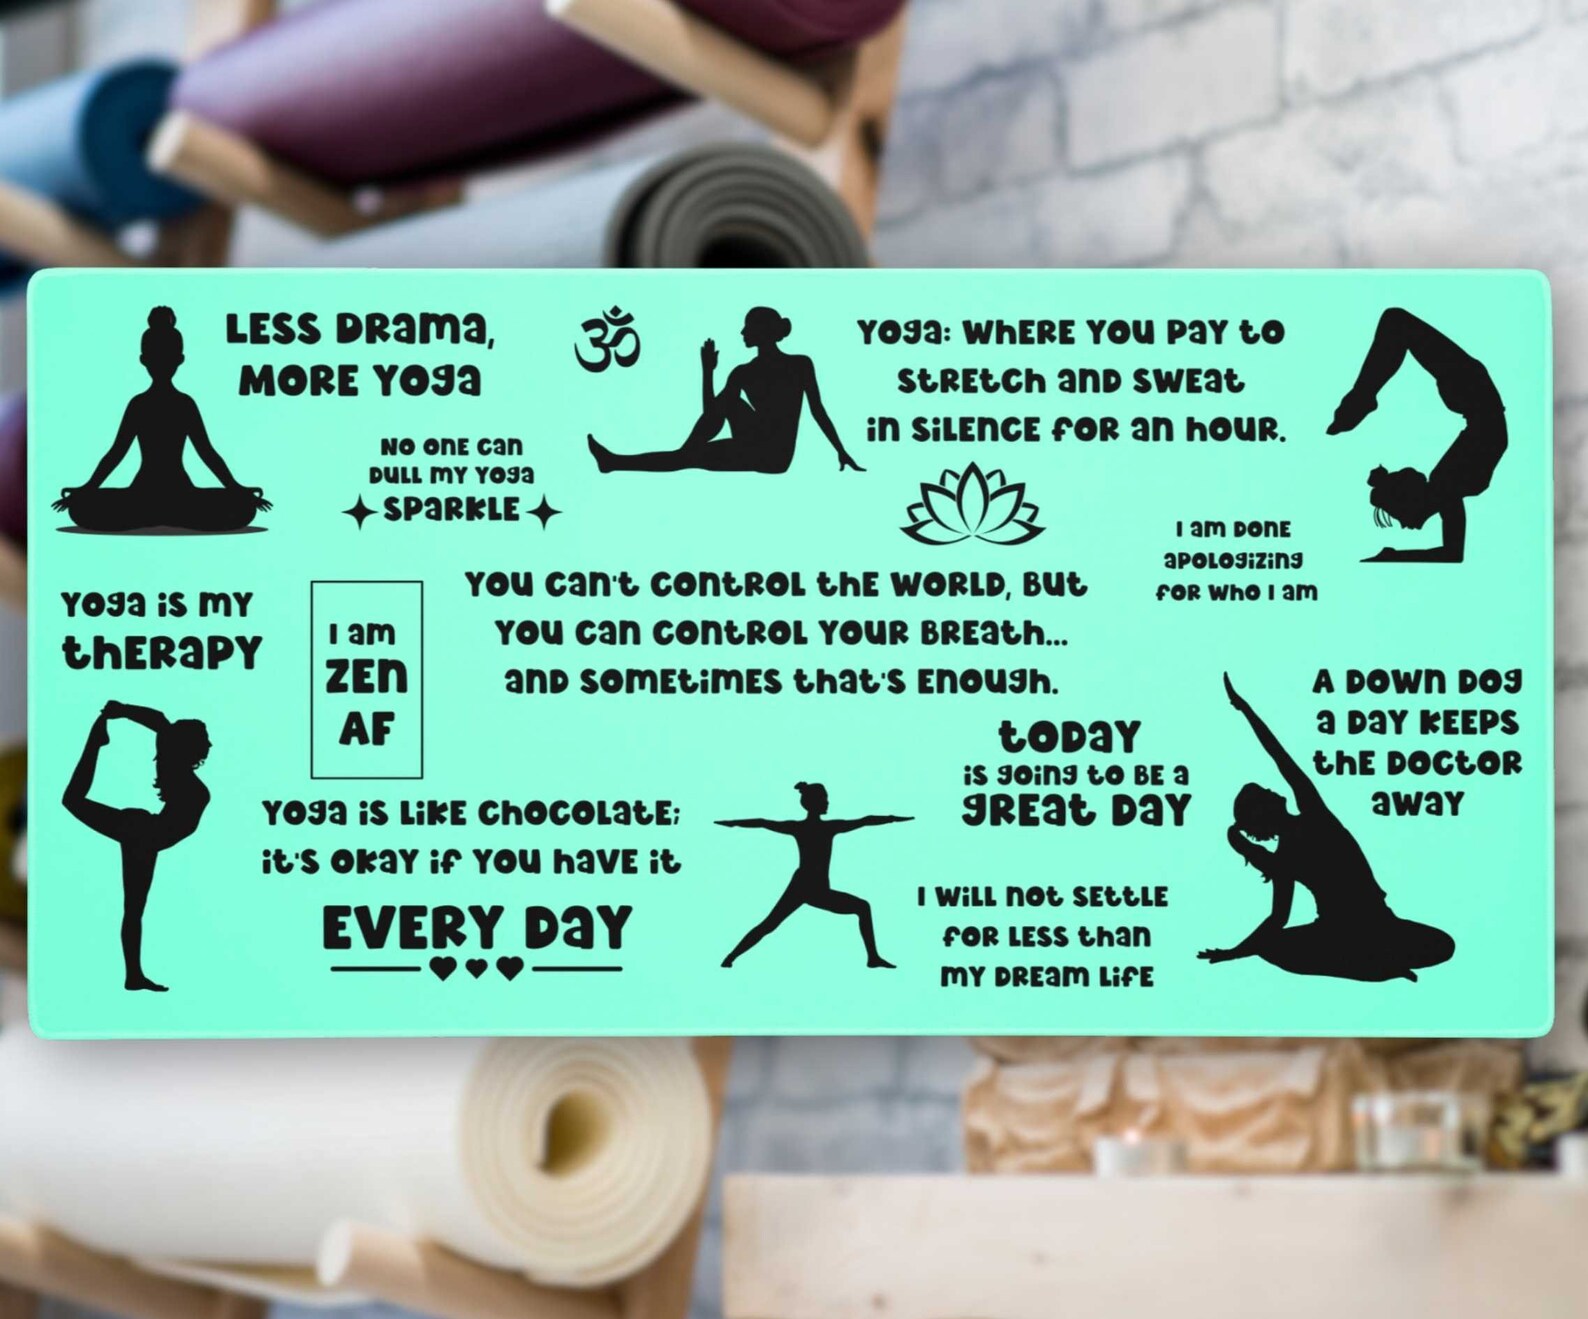 LESS DRama,
MORE YOga
NO ONE can
DULL MY YOga
SPaRKLE
ॐ
YOga: WHERE YOU Pay to
StREtch anD SWEat
in SiLENCE FOR an HOUR.
I am DONE
apOLOgizing
FOR WHO I am
YOga iS MY
thERaPY
I am
ZEn
AF
YOU Can't COntROL thE WORLD, But
YOU Can COntROL YOUR BREath...
anD SOMEtiMES that's Enough.
A DOWn DOg
a Day KEEPS
thE DOCtOR
away
tODay
is going to BE a
gREat Day
YOga iS LiKE ChOCOLatE;
it's Okay if YOU haVE it
EVERY Day
I WiLL nOt SEttLE
FOR LESS than
MY DREam LiFE